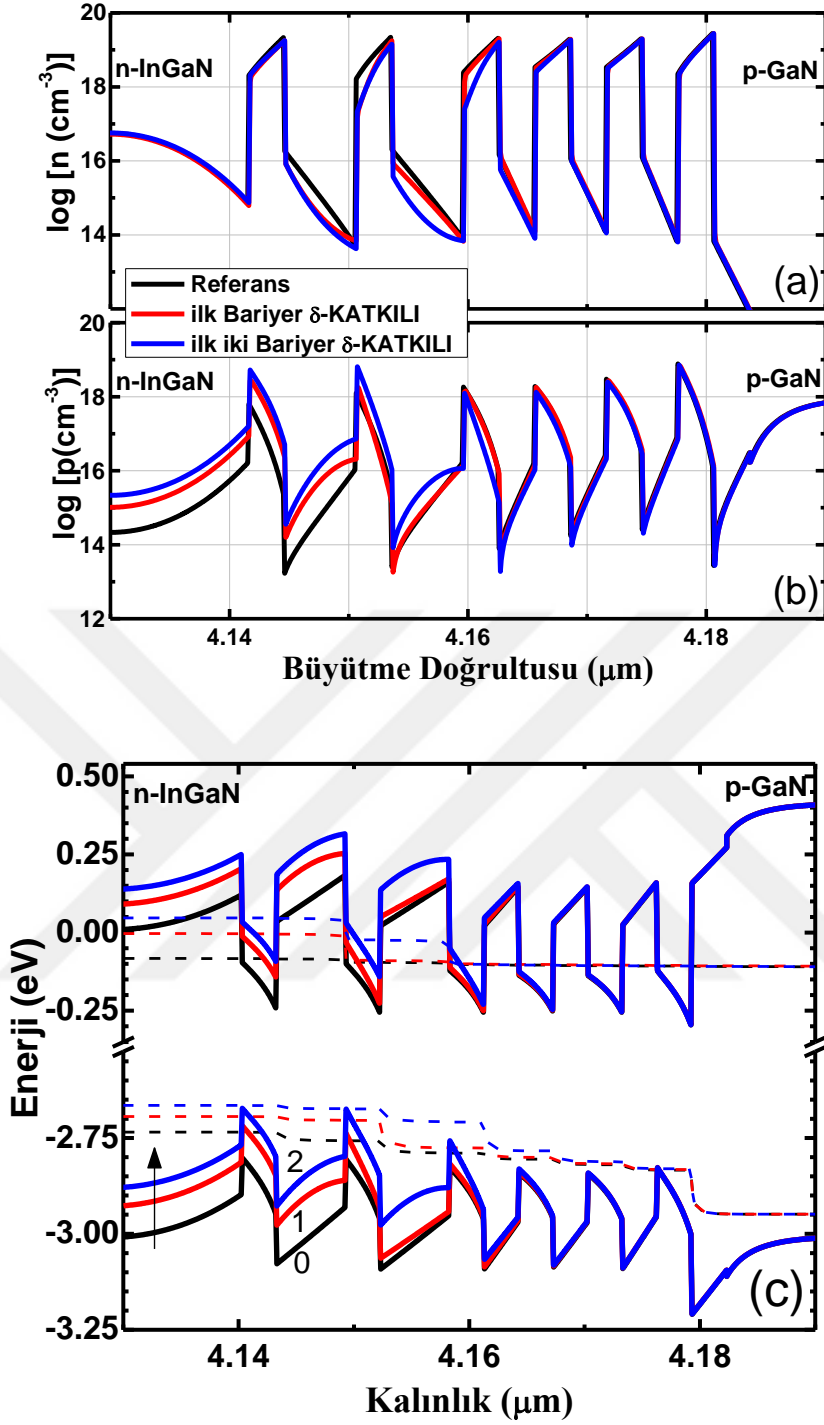 20
18
16
14
log [n (cm⁻³)]
n-InGaN
p-GaN
(a)
Referans
ilk Bariyer δ-KATKILI
ilk iki Bariyer δ-KATKILI
20
18
16
14
12
log [p(cm⁻³)]
n-InGaN
p-GaN
(b)
4.14
4.16
4.18
Büyütme Doğrultusu (µm)
0.50
0.25
0.00
-0.25
-2.75
-3.00
-3.25
Enerji (eV)
n-InGaN
p-GaN
2
1
0
(c)
4.14
4.16
4.18
Kalınlık (µm)